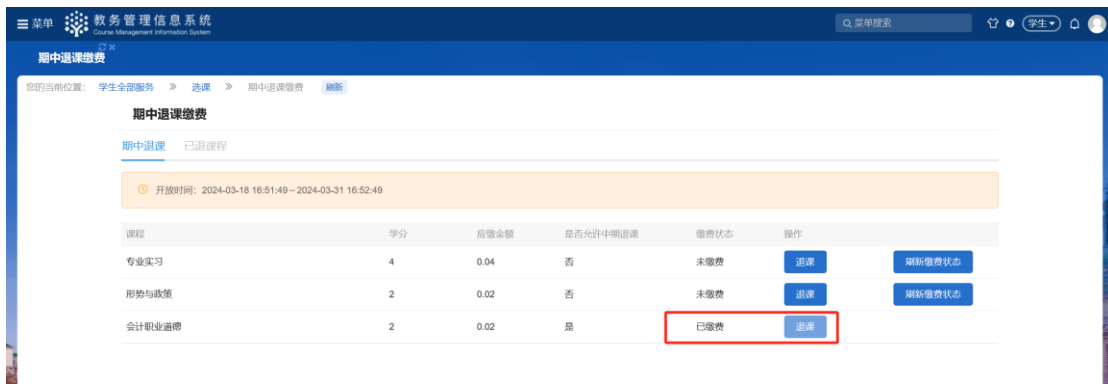 菜单 教务管理信息系统 菜单搜索 学生
Course Management Information System
期中退课缴费
您的当前位置: 学生全部服务 » 选课 » 期中退课缴费 刷新
期中退课缴费
期中退课 已退课程
开放时间: 2024-03-18 16:51:49~2024-03-31 16:52:49
课程 学分 应缴金额 是否允许中期退课 缴费状态 操作
专业实习 4 0.04 否 未缴费 退课 刷新缴费状态
形势与政策 2 0.02 否 未缴费 退课 刷新缴费状态
会计职业道德 2 0.02 是 已缴费 退课